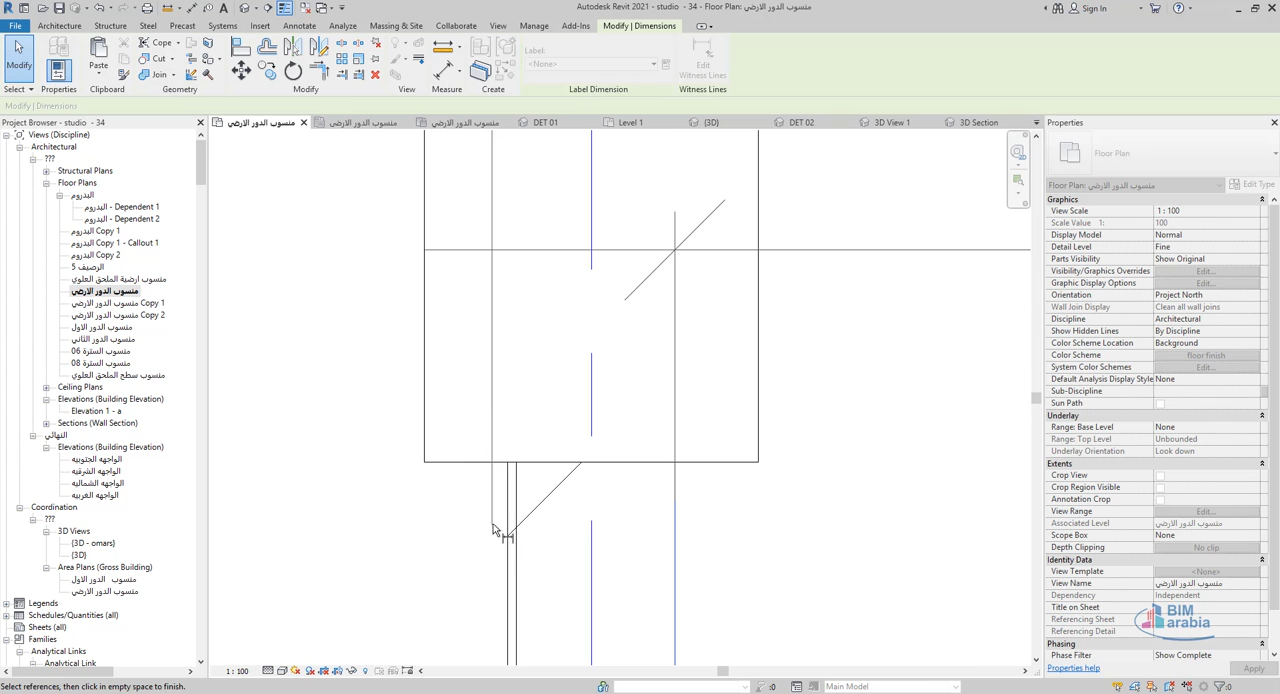 Autodesk Revit 2021 - studio - 34 - Floor Plan: منسوب الدور الارضي
Sign In
File Architecture Structure Steel Precast Systems Insert Annotate Analyze Massing & Site Collaborate View Manage Add-Ins Modify | Dimensions
Modify
Paste
Cope
Cut
Join
Label:
<None>
Edit
Witness Lines
Select Properties Clipboard Geometry Modify View Measure Create Label Dimension Witness Lines
Modify | Dimensions
Project Browser - studio - 34
Views (Discipline)
Architectural
???
Structural Plans
Floor Plans
البدروم
البدروم - Dependent 1
البدروم - Dependent 2
البدروم Copy 1
البدروم Copy 1 - Callout 1
البدروم Copy 2
الرصيف 5
منسوب ارضية الملحق العلوي
منسوب الدور الارضي
منسوب الدور الارضي Copy 1
منسوب الدور الارضي Copy 2
منسوب الدور الاول
منسوب الدور الثاني
منسوب السترة 06
منسوب السترة 08
منسوب سطح الملحق العلوي
Ceiling Plans
Elevations (Building Elevation)
Elevation 1 - a
Sections (Wall Section)
النهائي
Elevations (Building Elevation)
الواجهه الجنوبيه
الواجهه الشرقيه
الواجهه الشماليه
الواجهه الغربيه
Coordination
???
3D Views
{3D - omars}
{3D}
Area Plans (Gross Building)
منسوب الدور الاول
منسوب الدور الارضي
Legends
Schedules/Quantities (all)
Sheets (all)
Families
Analytical Links
Analytical Link
منسوب الدور الارضي
منسوب الدور الارضي
منسوب الدور الارضي
DET 01
Level 1
{3D}
DET 02
3D View 1
3D Section
Properties
Floor Plan
Floor Plan: منسوب الدور الارضي
Edit Type
Graphics
View Scale 1 : 100
Scale Value 1: 100
Display Model Normal
Detail Level Fine
Parts Visibility Show Original
Visibility/Graphics Overrides Edit...
Graphic Display Options Edit...
Orientation Project North
Wall Join Display Clean all wall joins
Discipline Architectural
Show Hidden Lines By Discipline
Color Scheme Location Background
Color Scheme floor finish
System Color Schemes Edit...
Default Analysis Display Style None
Sub-Discipline
Sun Path
Underlay
Range: Base Level None
Range: Top Level Unbounded
Underlay Orientation Look down
Extents
Crop View
Crop Region Visible
Annotation Crop
View Range Edit...
Associated Level منسوب الدور الارضي
Scope Box None
Depth Clipping No clip
Identity Data
View Template <None>
View Name منسوب الدور الارضي
Dependency Independent
Title on Sheet
Referencing Sheet
Referencing Detail
Phasing
Phase Filter Show Complete
Properties help
Apply
BIM
arabia
1 : 100
Select references, then click in empty space to finish.
:0
Main Model
:0